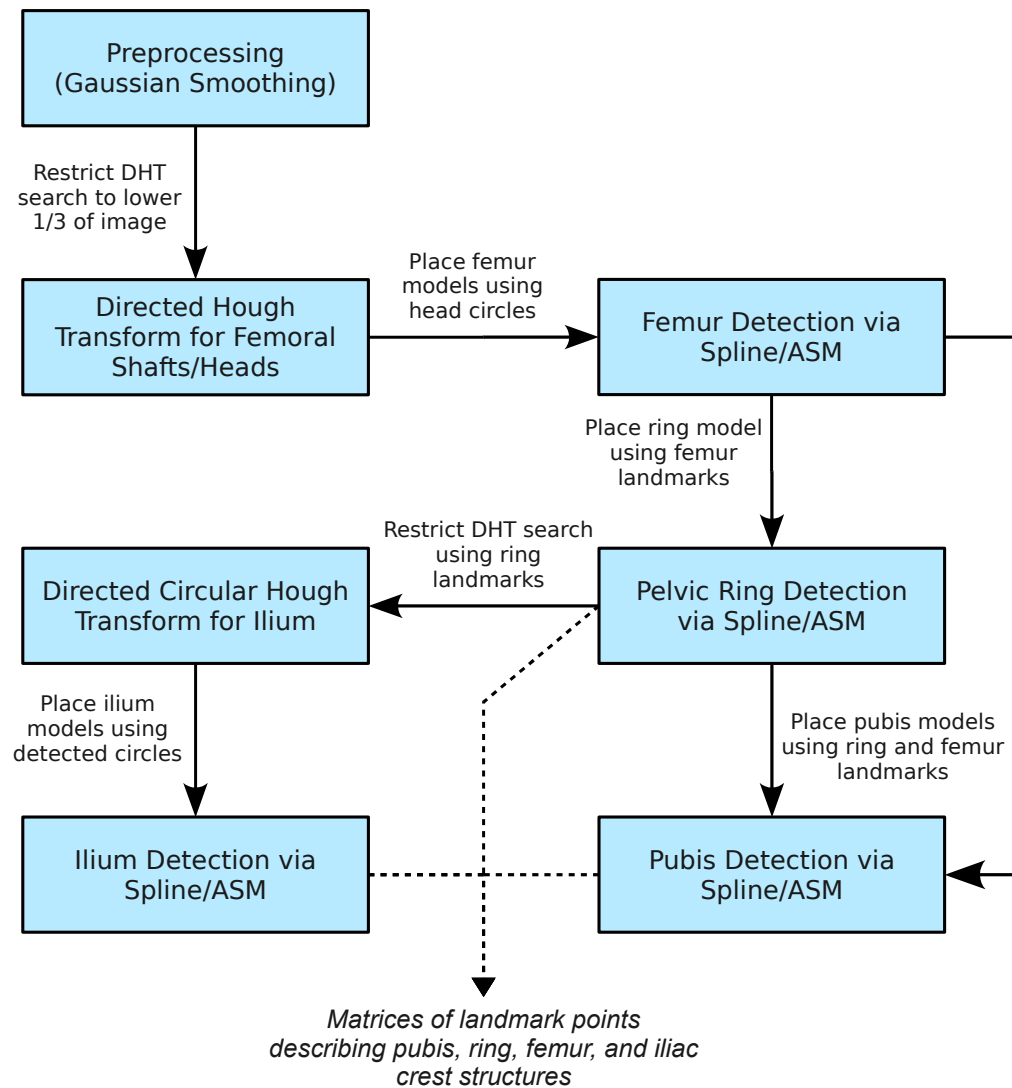 Preprocessing
(Gaussian Smoothing)
Restrict DHT
search to lower
1/3 of image
Directed Hough
Transform for Femoral
Shafts/Heads
Place femur
models using
head circles
Femur Detection via
Spline/ASM
Place ring model
using femur
landmarks
Pelvic Ring Detection
via Spline/ASM
Restrict DHT search
using ring
landmarks
Directed Circular Hough
Transform for Ilium
Place ilium
models using
detected circles
Ilium Detection via
Spline/ASM
Place pubis models
using ring and femur
landmarks
Pubis Detection via
Spline/ASM
Matrices of landmark points
describing pubis, ring, femur, and iliac
crest structures